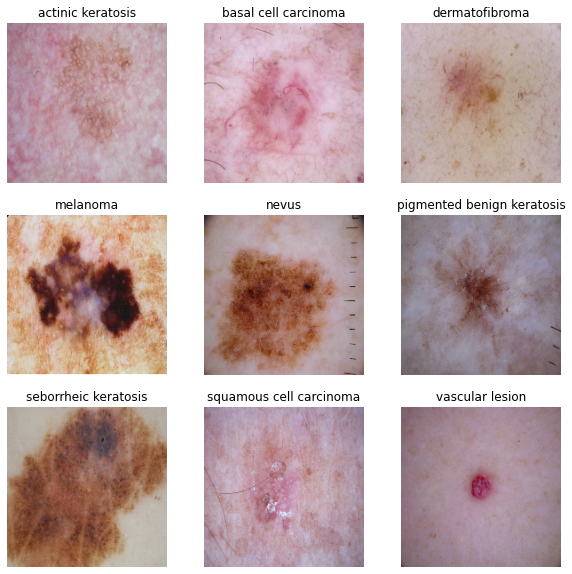 actinic keratosis
basal cell carcinoma
dermatofibroma
melanoma
nevus
pigmented benign keratosis
seborrheic keratosis
squamous cell carcinoma
vascular lesion